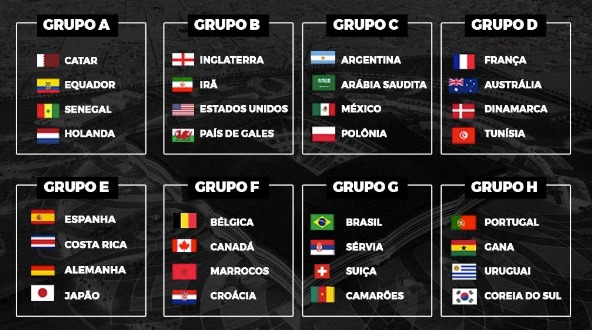 GRUPO A
CATAR
EQUADOR
SENEGAL
HOLANDA
GRUPO B
INGLATERRA
IRÃ
ESTADOS UNIDOS
PAÍS DE GALES
GRUPO C
ARGENTINA
ARÁBIA SAUDITA
MÉXICO
POLÔNIA
GRUPO D
FRANÇA
AUSTRÁLIA
DINAMARCA
TUNÍSIA
GRUPO E
ESPANHA
COSTA RICA
ALEMANHA
JAPÃO
GRUPO F
BÉLGICA
CANADÁ
MARROCOS
CROÁCIA
GRUPO G
BRASIL
SÉRVIA
SUIÇA
CAMARÕES
GRUPO H
PORTUGAL
GANA
URUGUAI
COREIA DO SUL